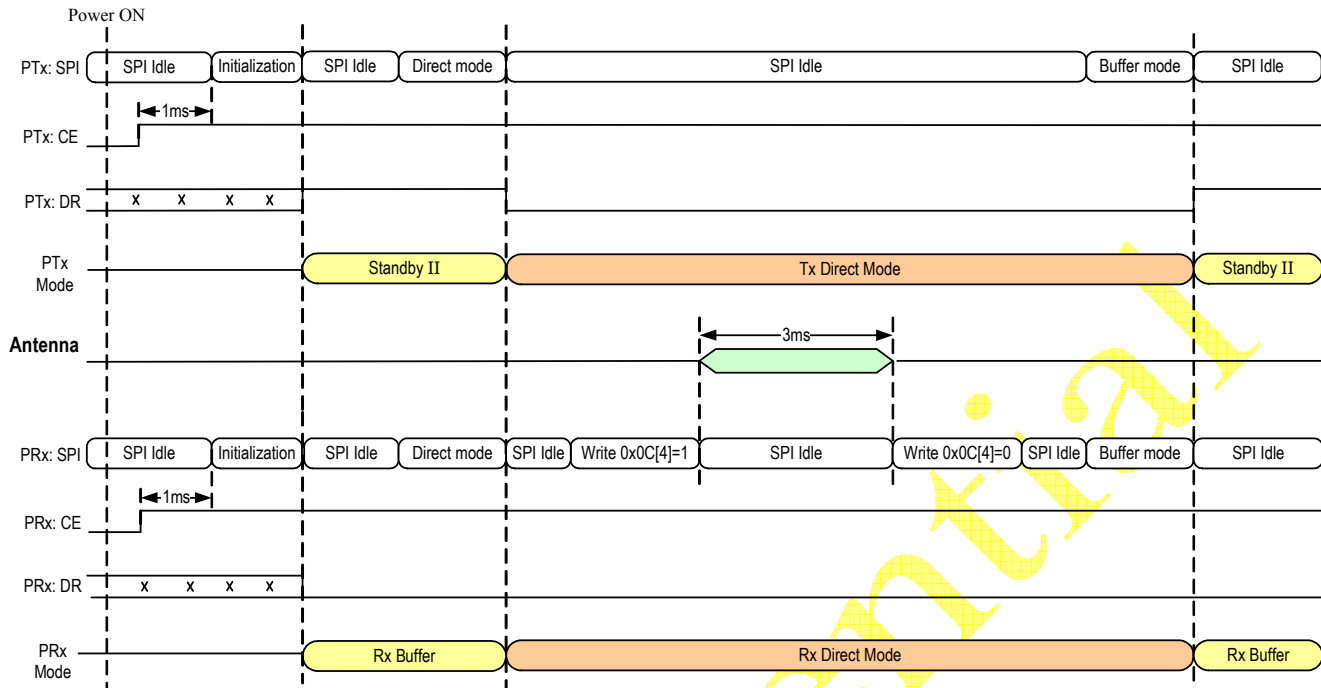 Power ON
PTx: SPI SPI Idle Initialization SPI Idle Direct mode SPI Idle Buffer mode SPI Idle
1ms
PTx: CE
PTx: DR x x x x
PTx Mode Standby II Tx Direct Mode Standby II
3ms
Antenna
PRx: SPI SPI Idle Initialization SPI Idle Direct mode SPI Idle Write 0x0C[4]=1 SPI Idle Write 0x0C[4]=0 SPI Idle Buffer mode SPI Idle
1ms
PRx: CE
PRx: DR x x x x
PRx Mode Rx Buffer Rx Direct Mode Rx Buffer
ential